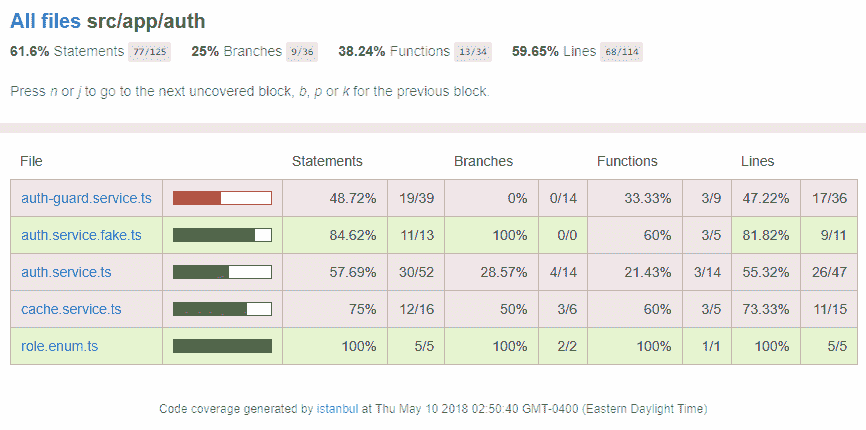 All files src/app/auth
61.6% Statements 77/125 25% Branches 9/36 38.24% Functions 13/34 59.65% Lines 68/114
Press n or j to go to the next uncovered block, b, p or k for the previous block.
File Statements Branches Functions Lines
auth-guard.service.ts 48.72% 19/39 0% 0/14 33.33% 3/9 47.22% 17/36
auth.service.fake.ts 84.62% 11/13 100% 0/0 60% 3/5 81.82% 9/11
auth.service.ts 57.69% 30/52 28.57% 4/14 21.43% 3/14 55.32% 26/47
cache.service.ts 75% 12/16 50% 3/6 60% 3/5 73.33% 11/15
role.enum.ts 100% 5/5 100% 2/2 100% 1/1 100% 5/5
Code coverage generated by istanbul at Thu May 10 2018 02:50:40 GMT-0400 (Eastern Daylight Time)